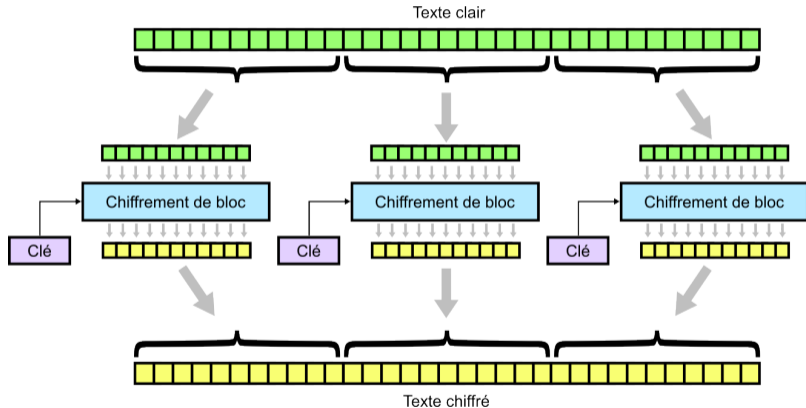 Texte clair
Chiffrement de bloc
Chiffrement de bloc
Chiffrement de bloc
Clé
Clé
Clé
Texte chiffré